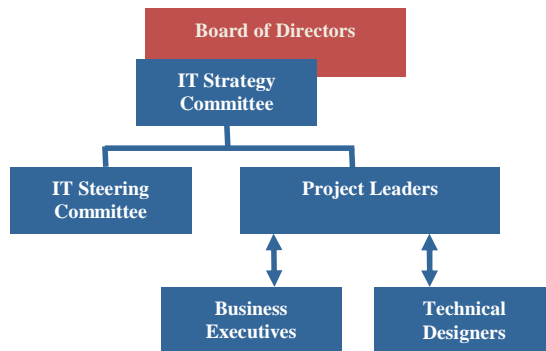 Board of Directors
IT Strategy
Committee
IT Steering
Committee
Project Leaders
Business
Executives
Technical
Designers